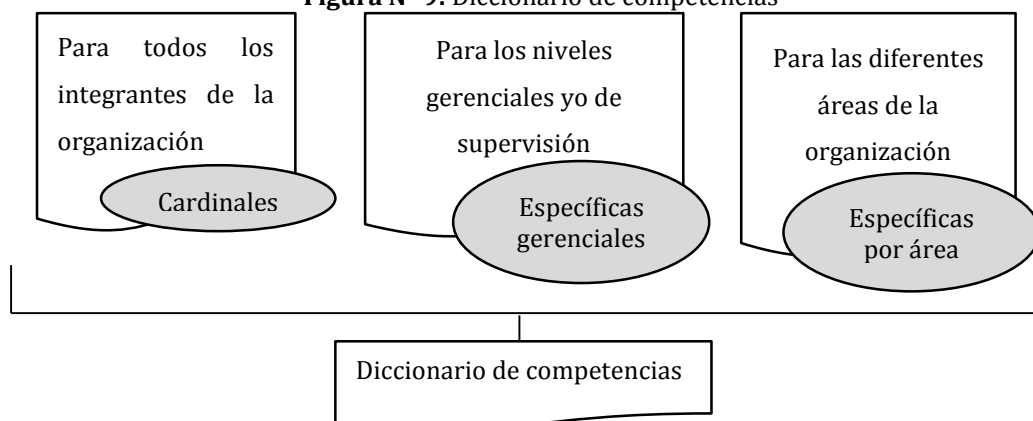 Figura N° 9. Diccionario de competencias
Para todos los
integrantes de la
organización
Cardinales
Para los niveles
gerenciales yo de
supervisión
Específicas
gerenciales
Para las diferentes
áreas de la
organización
Específicas
por área
Diccionario de competencias